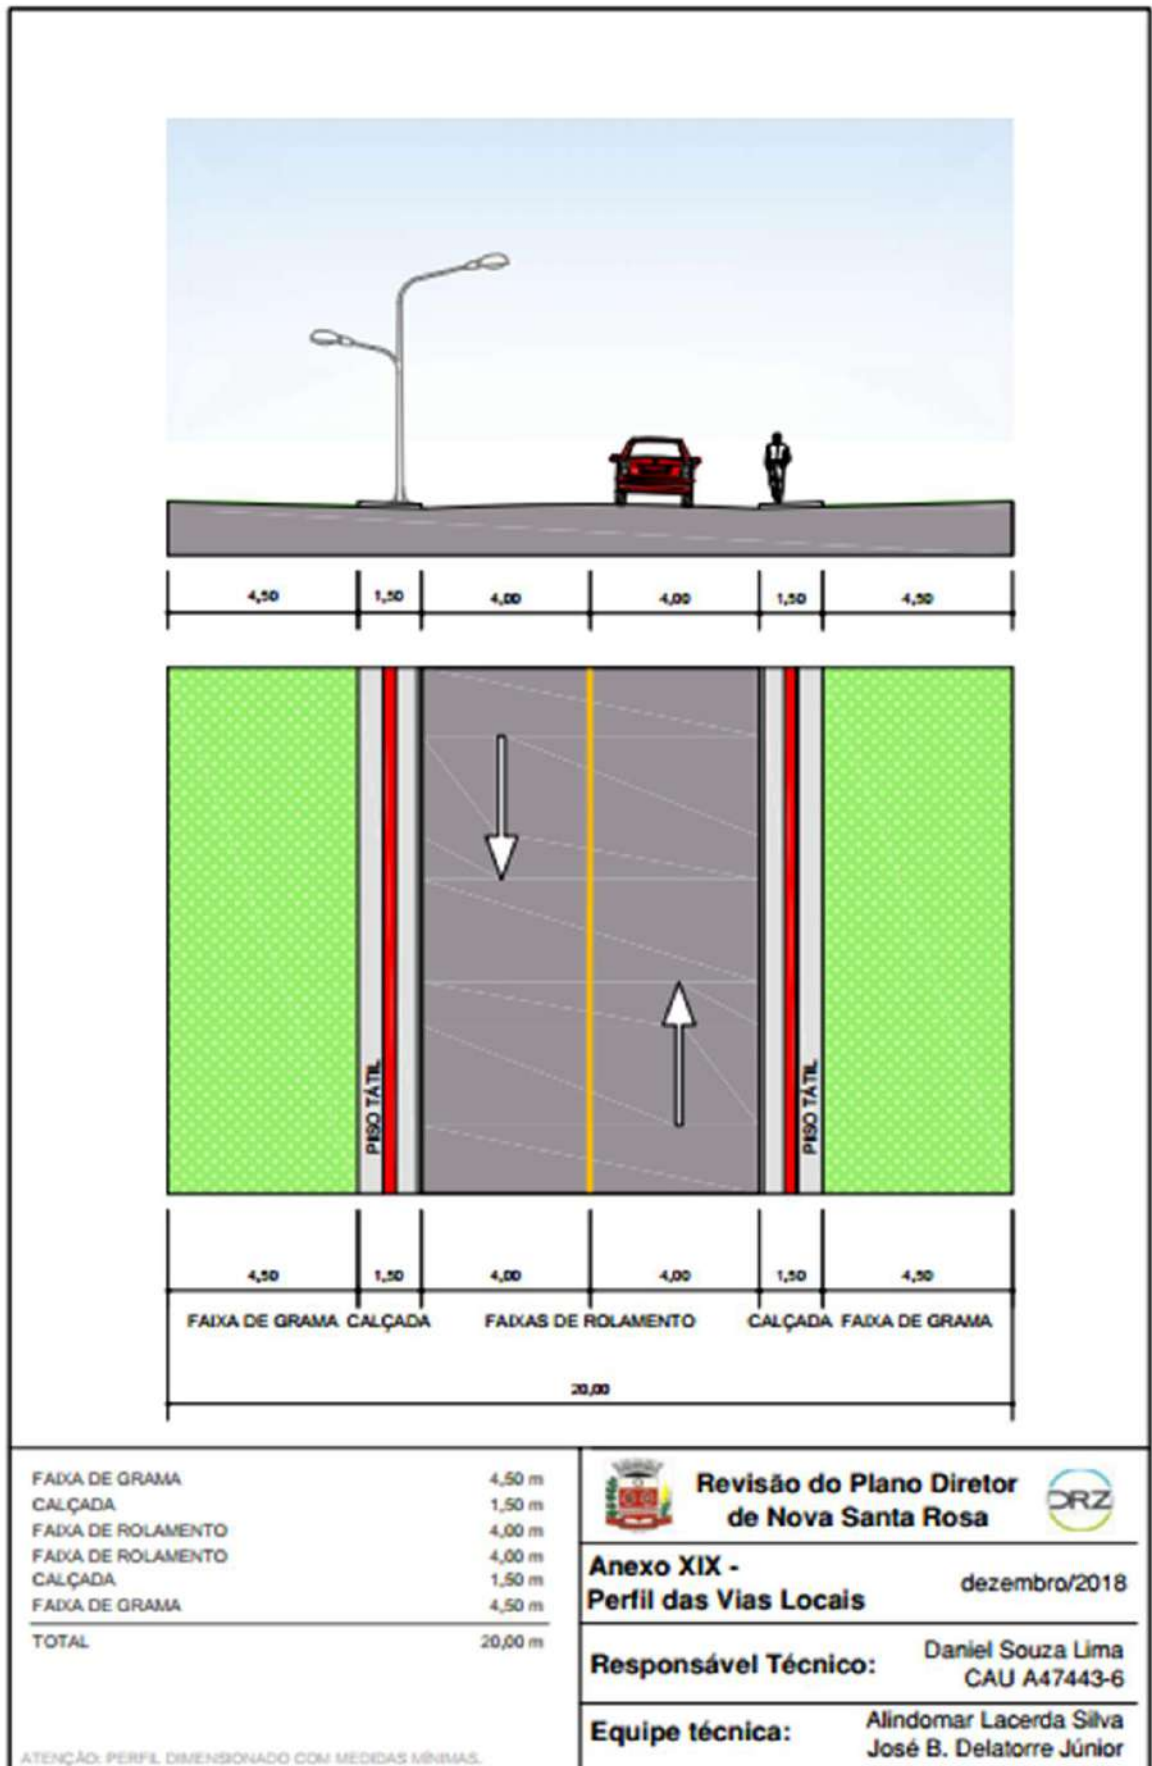 4,50 1,50 4,00 4,00 1,50 4,50
PISO TÁTIL
PISO TÁTIL
4,50 1,50 4,00 4,00 1,50 4,50
FAIXA DE GRAMA CALÇADA FAIXAS DE ROLAMENTO CALÇADA FAIXA DE GRAMA
20,00
FAIXA DE GRAMA 4,50 m
CALÇADA 1,50 m
FAIXA DE ROLAMENTO 4,00 m
FAIXA DE ROLAMENTO 4,00 m
CALÇADA 1,50 m
FAIXA DE GRAMA 4,50 m
TOTAL 20,00 m
ATENÇÃO: PERFIL DIMENSIONADO COM MEDIDAS MÍNIMAS.
Revisão do Plano Diretor
de Nova Santa Rosa
DRZ
Anexo XIX -
Perfil das Vias Locais
dezembro/2018
Responsável Técnico:
Daniel Souza Lima
CAU A47443-6
Equipe técnica:
Alindomar Lacerda Silva
José B. Delatorre Júnior